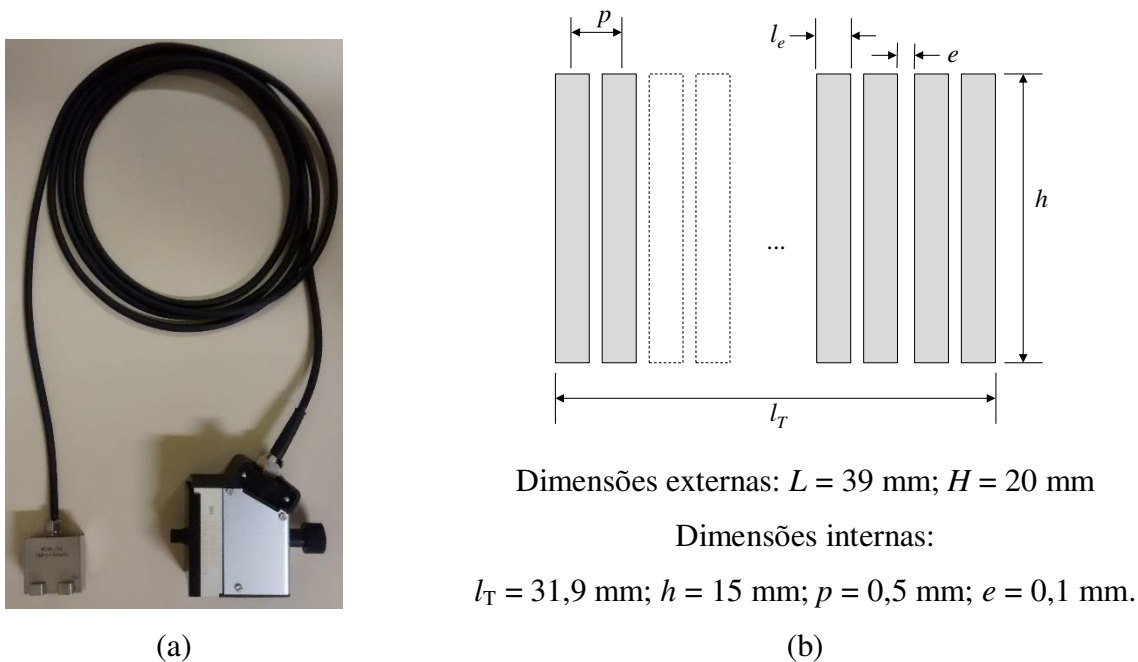 p
l_e
e
h
...
l_T
Dimensões externas: L = 39 mm; H = 20 mm
Dimensões internas:
l_T = 31,9 mm; h = 15 mm; p = 0,5 mm; e = 0,1 mm.
(a) (b)